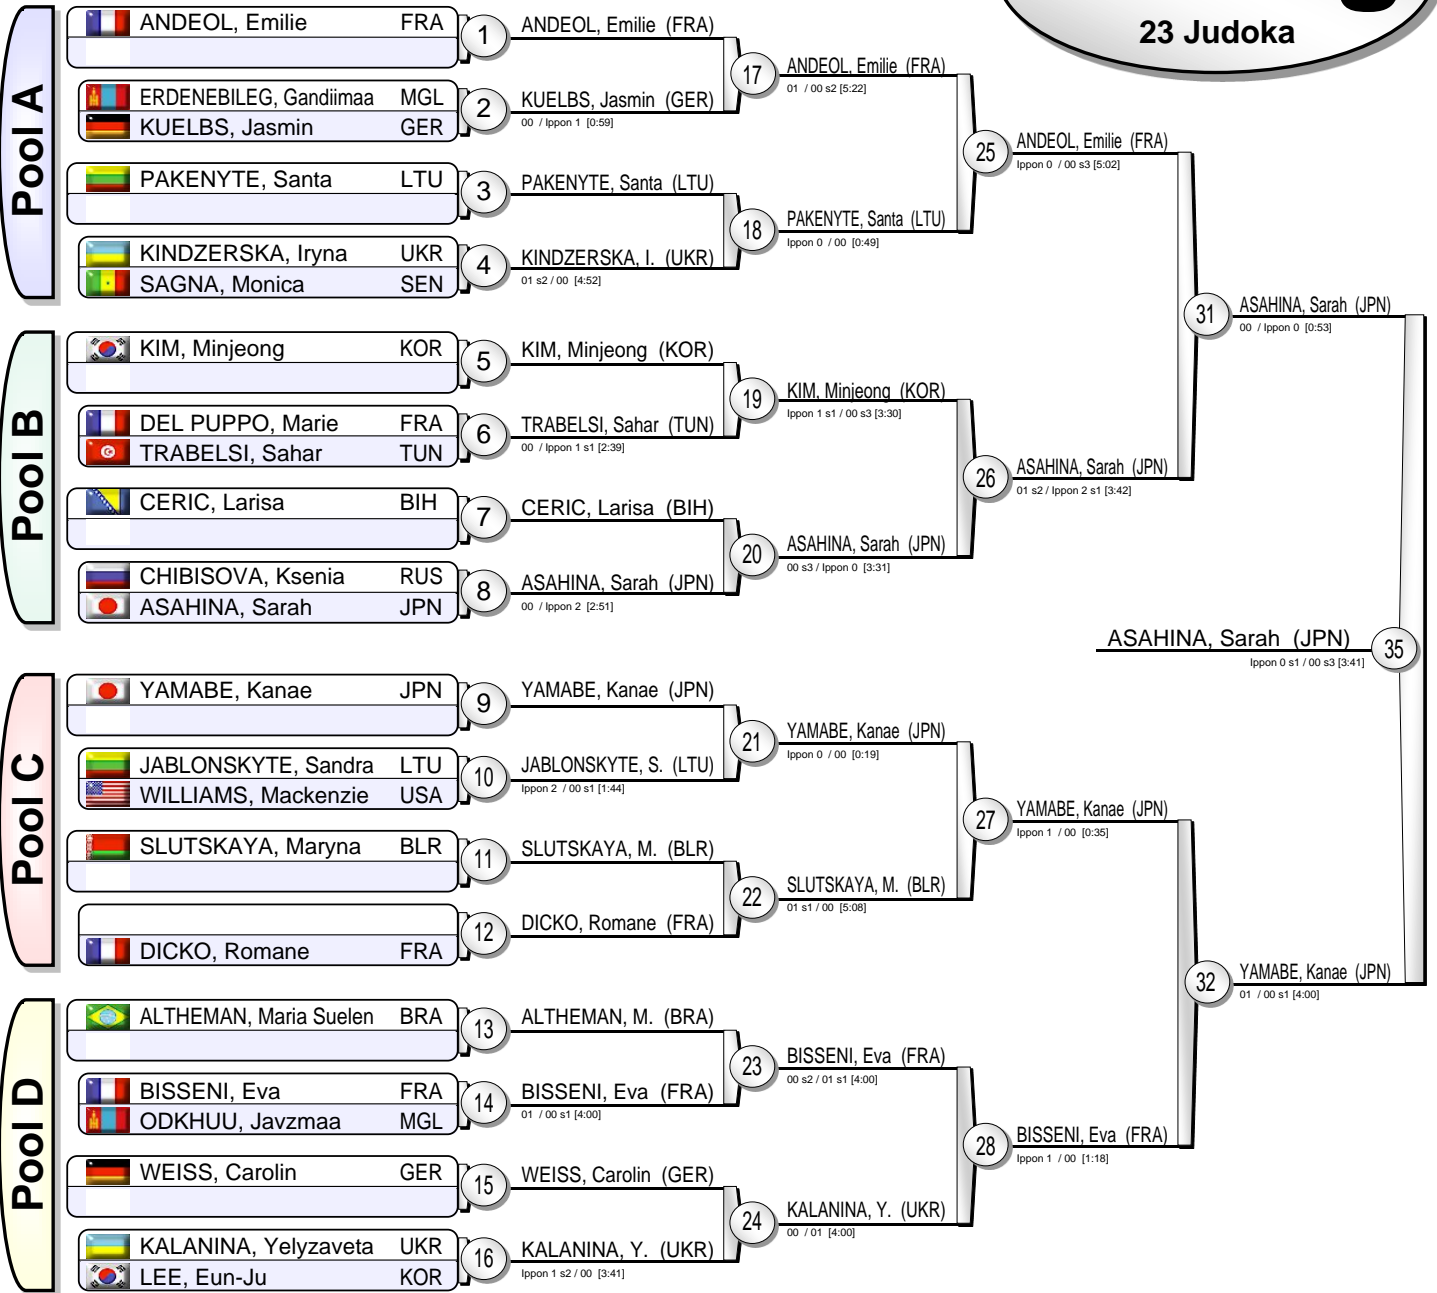 23 Judoka
Pool A
ANDEOL, Emilie FRA
1
ERDENEBILEG, Gandiimaa MGL
KUELBS, Jasmin GER
2
PAKENYTE, Santa LTU
3
KINDZERSKA, Iryna UKR
SAGNA, Monica SEN
4
Pool B
KIM, Minjeong KOR
5
DEL PUPPO, Marie FRA
TRABELSI, Sahar TUN
6
CERIC, Larisa BIH
7
CHIBISOVA, Ksenia RUS
ASAHINA, Sarah JPN
8
Pool C
YAMABE, Kanae JPN
9
JABLONSKYTE, Sandra LTU
WILLIAMS, Mackenzie USA
10
SLUTSKAYA, Maryna BLR
11
DICKO, Romane FRA
12
Pool D
ALTHEMAN, Maria Suelen BRA
13
BISSENI, Eva FRA
ODKHUU, Javzmaa MGL
14
WEISS, Carolin GER
15
KALANINA, Yelyzaveta UKR
LEE, Eun-Ju KOR
16
ANDEOL, Emilie (FRA)
KUELBS, Jasmin (GER)
00 / Ippon 1 [0:59]
17
PAKENYTE, Santa (LTU)
KINDZERSKA, I. (UKR)
01 s2 / 00 [4:52]
18
KIM, Minjeong (KOR)
TRABELSI, Sahar (TUN)
00 / Ippon 1 s1 [2:39]
19
CERIC, Larisa (BIH)
ASAHINA, Sarah (JPN)
00 / Ippon 2 [2:51]
20
YAMABE, Kanae (JPN)
JABLONSKYTE, S. (LTU)
Ippon 2 / 00 s1 [1:44]
21
SLUTSKAYA, M. (BLR)
DICKO, Romane (FRA)
22
ALTHEMAN, M. (BRA)
BISSENI, Eva (FRA)
01 / 00 s1 [4:00]
23
WEISS, Carolin (GER)
KALANINA, Y. (UKR)
Ippon 1 s2 / 00 [3:41]
24
ANDEOL, Emilie (FRA)
01 / 00 s2 [5:22]
PAKENYTE, Santa (LTU)
Ippon 0 / 00 [0:49]
25
KIM, Minjeong (KOR)
Ippon 1 s1 / 00 s3 [3:30]
ASAHINA, Sarah (JPN)
00 s3 / Ippon 0 [3:31]
26
YAMABE, Kanae (JPN)
Ippon 0 / 00 [0:19]
SLUTSKAYA, M. (BLR)
01 s1 / 00 [5:08]
27
BISSENI, Eva (FRA)
00 s2 / 01 s1 [4:00]
KALANINA, Y. (UKR)
00 / 01 [4:00]
28
ANDEOL, Emilie (FRA)
Ippon 0 / 00 s3 [5:02]
ASAHINA, Sarah (JPN)
01 s2 / Ippon 2 s1 [3:42]
31
YAMABE, Kanae (JPN)
Ippon 1 / 00 [0:35]
BISSENI, Eva (FRA)
Ippon 1 / 00 [1:18]
32
ASAHINA, Sarah (JPN)
00 / Ippon 0 [0:53]
YAMABE, Kanae (JPN)
01 / 00 s1 [4:00]
ASAHINA, Sarah (JPN)
35
Ippon 0 s1 / 00 s3 [3:41]